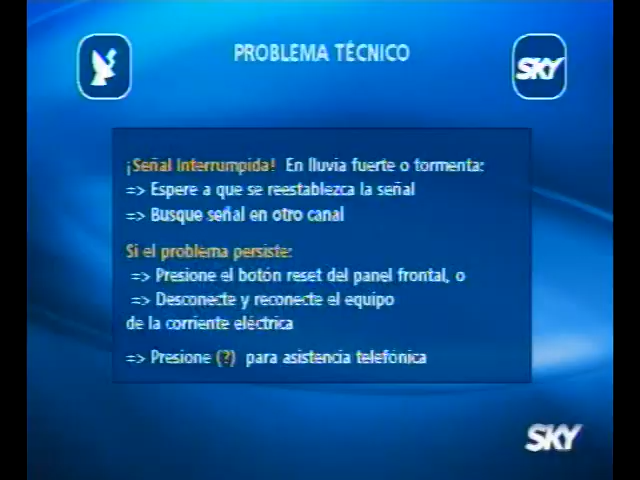 PROBLEMA TÉCNICO
SKY
¡Señal Interrumpida! En lluvia fuerte o tormenta:
=> Espere a que se reestablezca la señal
=> Busque señal en otro canal
Si el problema persiste:
=> Presione el botón reset del panel frontal, o
=> Desconecte y reconecte el equipo
de la corriente eléctrica
=> Presione (?) para asistencia telefónica
SKY